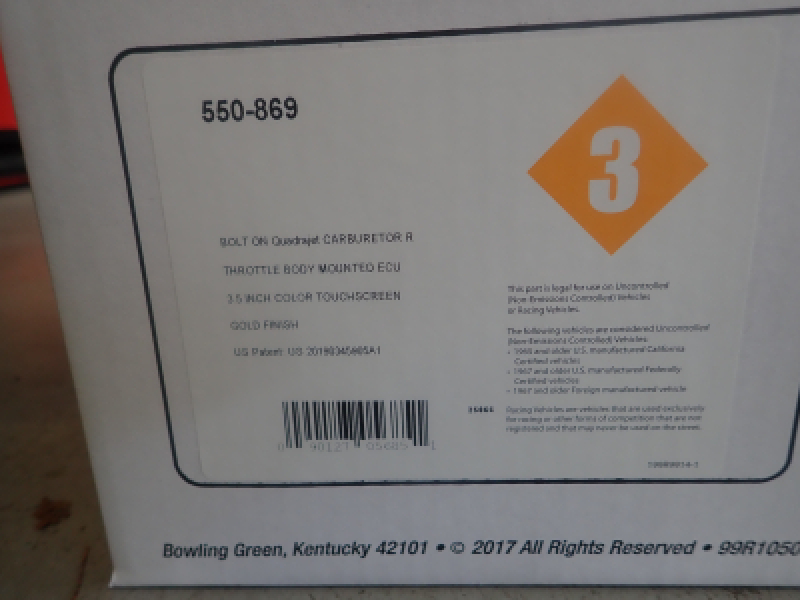 550-869
3
BOLT ON Quadrajet CARBURETOR R
THROTTLE BODY MOUNTED ECU
3.5 INCH COLOR TOUCHSCREEN
GOLD FINISH
US Patent: US 20190345905A1
This part is legal for use on Uncontrolled
(Non-Emissions Controlled) Vehicles
or Racing Vehicles.
The following vehicles are considered Uncontrolled
(Non-Emissions Controlled) Vehicles:
• 1965 and older U.S. manufactured California
Certified vehicles
• 1967 and older U.S. manufactured Federally
Certified vehicles
• 1967 and older Foreign manufactured vehicle
Racing Vehicles are vehicles that are used exclusively
for racing or other forms of competition that are non
registered and that may never be used on the street.
0 90127 05685 1
Bowling Green, Kentucky 42101 • © 2017 All Rights Reserved • 99R1050